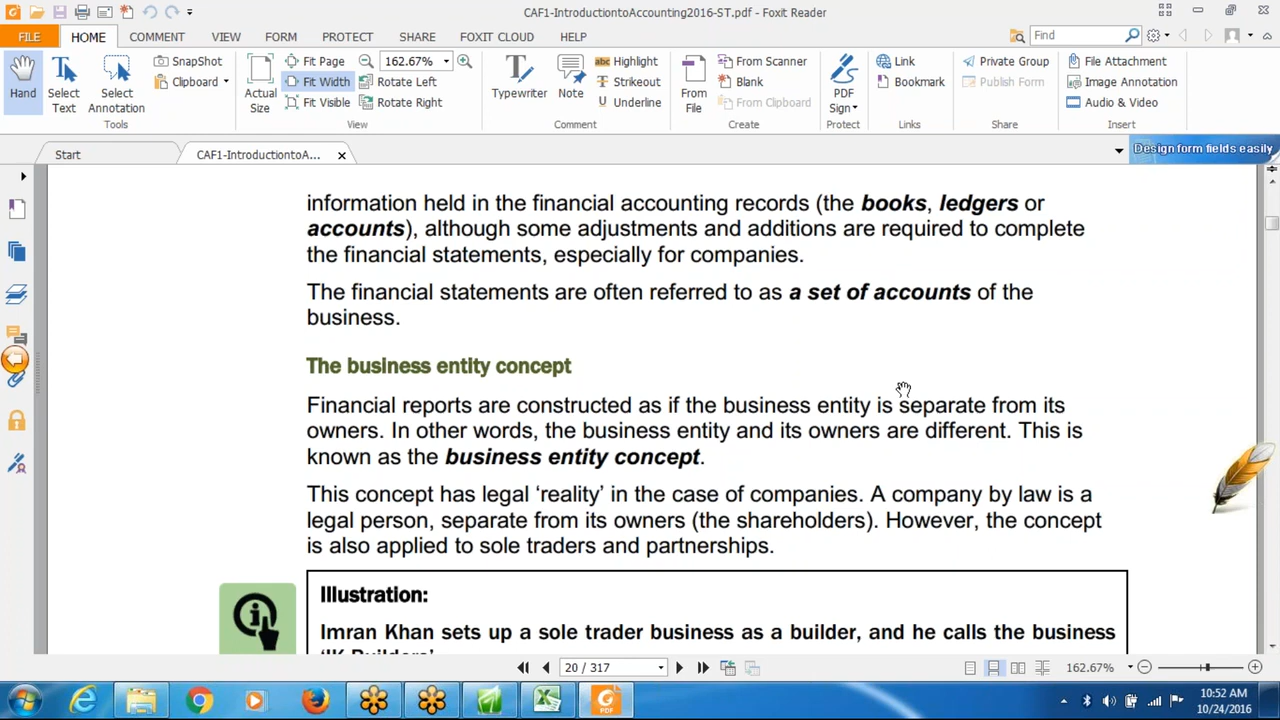 CAF1-IntroductiontoAccounting2016-ST.pdf - Foxit Reader
FILE HOME COMMENT VIEW FORM PROTECT SHARE FOXIT CLOUD HELP
Find
Hand
Select Text
Select Annotation
SnapShot
Clipboard
Tools
Actual Size
Fit Page
Fit Width
Fit Visible
162.67%
Rotate Left
Rotate Right
View
Typewriter
Note
Highlight
Strikeout
Underline
Comment
From File
From Scanner
Blank
From Clipboard
Create
PDF Sign
Protect
Link
Bookmark
Links
Private Group
Publish Form
Share
File Attachment
Image Annotation
Audio & Video
Insert
Start
CAF1-IntroductiontoA...
Design form fields easily
information held in the financial accounting records (the books, ledgers or
accounts), although some adjustments and additions are required to complete
the financial statements, especially for companies.
The financial statements are often referred to as a set of accounts of the
business.
The business entity concept
Financial reports are constructed as if the business entity is separate from its
owners. In other words, the business entity and its owners are different. This is
known as the business entity concept.
This concept has legal ‘reality’ in the case of companies. A company by law is a
legal person, separate from its owners (the shareholders). However, the concept
is also applied to sole traders and partnerships.
Illustration:
Imran Khan sets up a sole trader business as a builder, and he calls the business
‘IK Builders’
20 / 317
162.67%
PDF
10:52 AM
10/24/2016